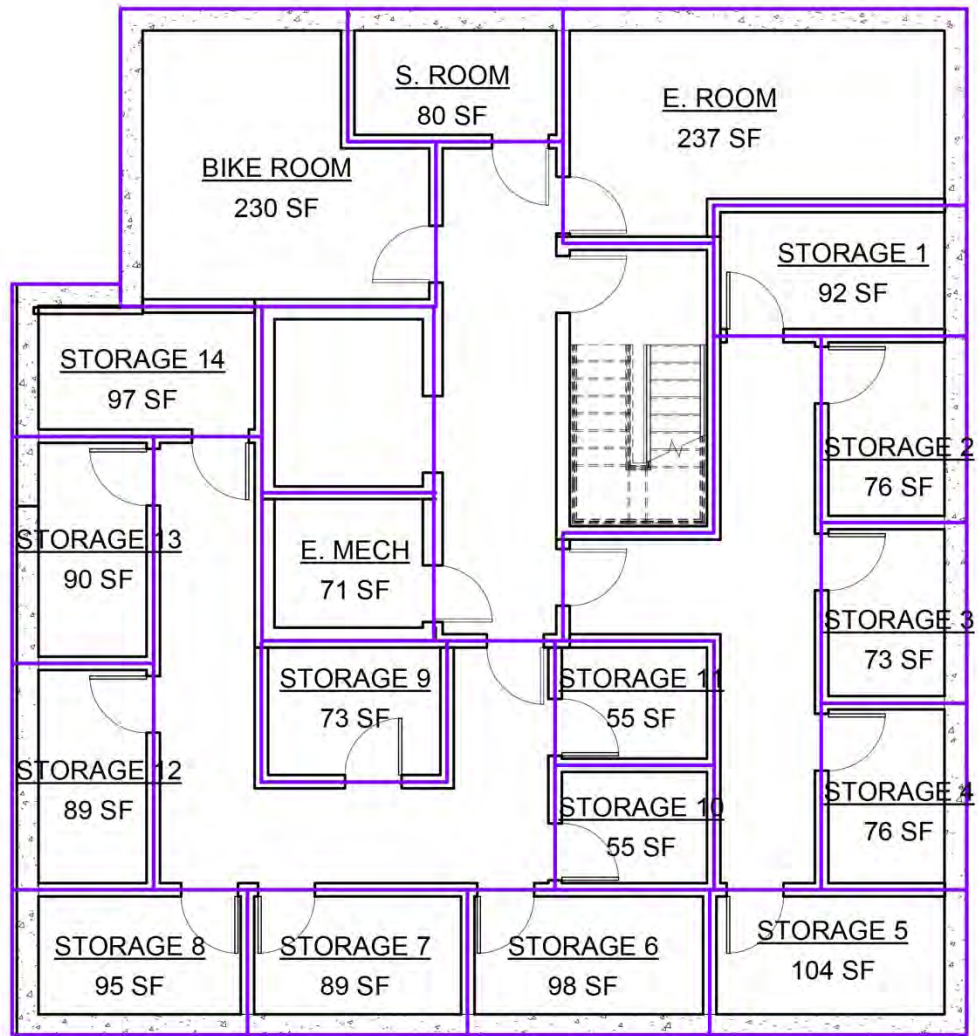 S. ROOM
80 SF
E. ROOM
237 SF
BIKE ROOM
230 SF
STORAGE 1
92 SF
STORAGE 14
97 SF
STORAGE 2
76 SF
STORAGE 13
90 SF
E. MECH
71 SF
STORAGE 3
73 SF
STORAGE 9
73 SF
STORAGE 11
55 SF
STORAGE 12
89 SF
STORAGE 10
55 SF
STORAGE 4
76 SF
STORAGE 8
95 SF
STORAGE 7
89 SF
STORAGE 6
98 SF
STORAGE 5
104 SF